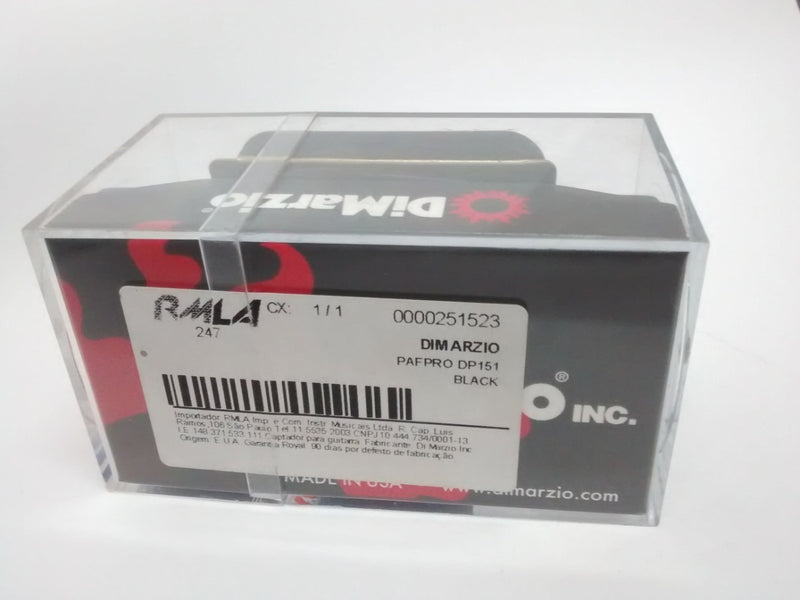 DiMarzio®
RMLA CX: 1/1 0000251523
247
DIMARZIO
PAFPRO DP151
BLACK
Importador RMLA Imp. e Com. Instr Musicais Ltda R. Cap. Luis
Ramos,106 São Paulo Tel 11 5535 2003 CNPJ 10 444 734/0001-13
I.E. 148 371 533 111 Captador para guitarra. Fabricante: Di Marzio Inc
Origem: E.U.A. Garantia Royal: 90 dias por defeito de fabricação.
O® INC.
MADE IN USA www.dimarzio.com